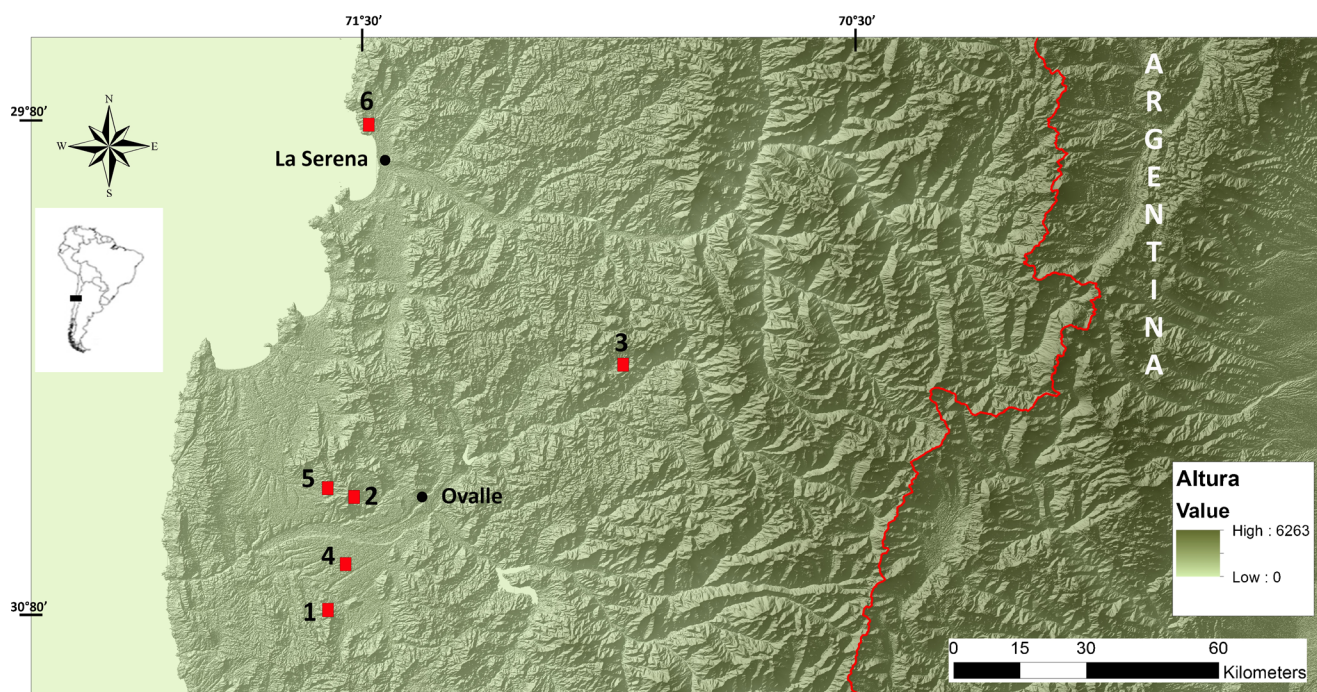 71°30’
70°30’
29°80’
30°80’
N
W
E
S
6
La Serena
3
5
2
Ovalle
4
1
ARGENTINA
Altura
Value
High : 6263
Low : 0
0 15 30 60
Kilometers